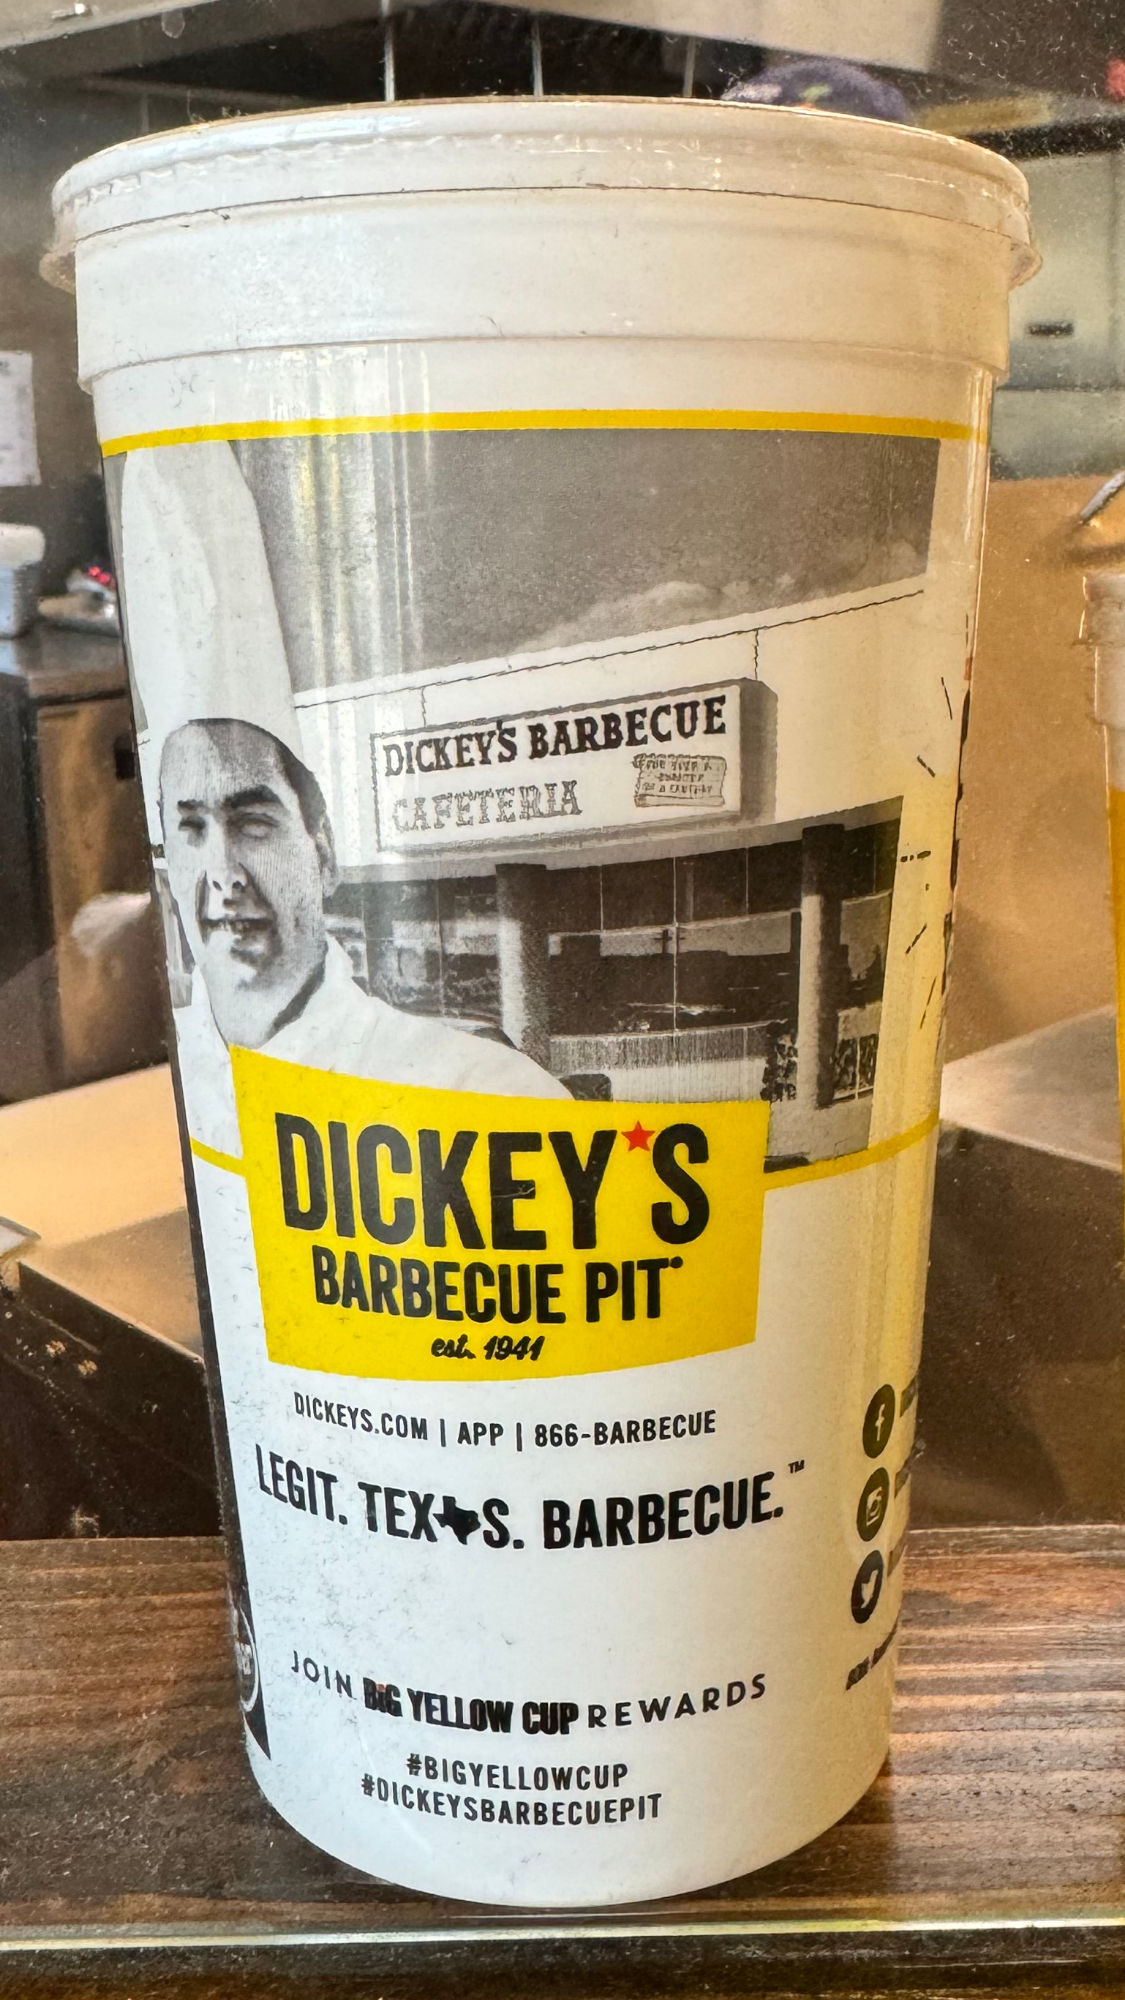 DICKEY'S BARBECUE
CAFETERIA
DICKEY'S
BARBECUE PIT
est. 1941
DICKEYS.COM | APP | 866-BARBECUE
LEGIT. TEXAS. BARBECUE.™
JOIN BIG YELLOW CUP REWARDS
#BIGYELLOWCUP
#DICKEYSBARBECUEPIT